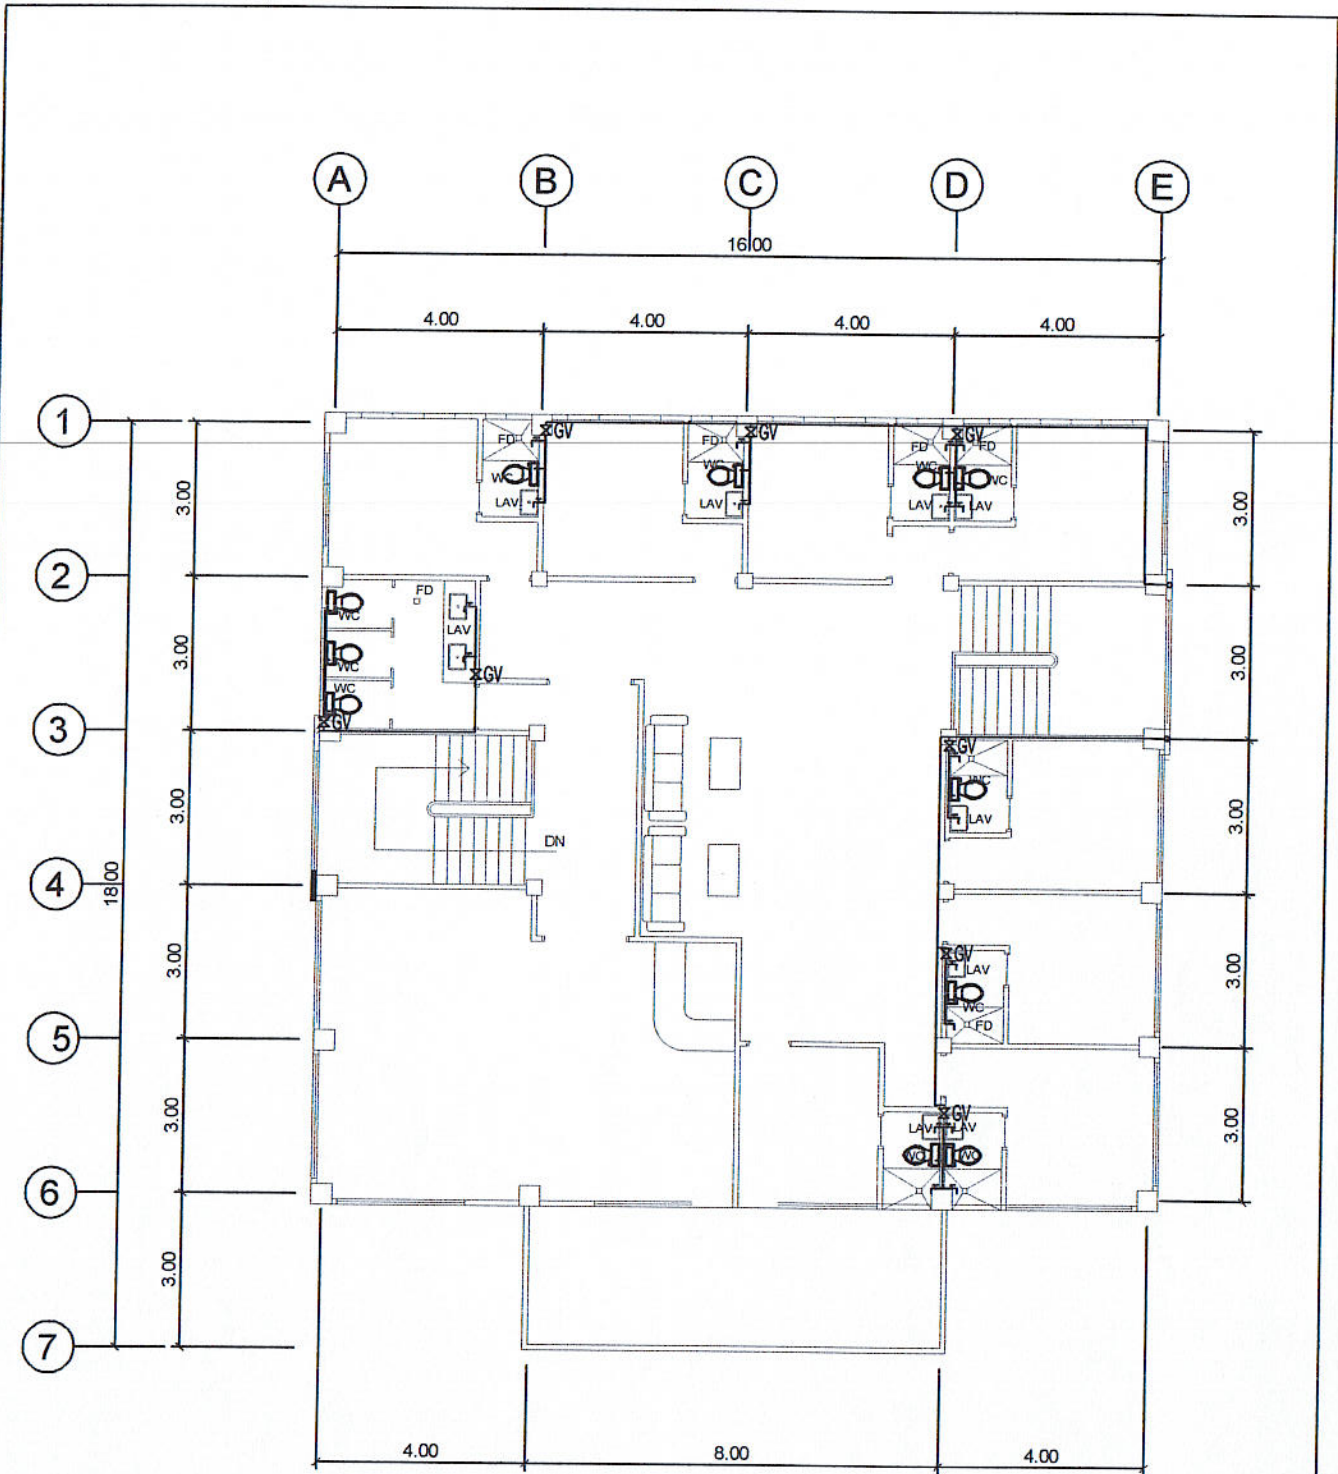 A B C D E
16.00
4.00 4.00 4.00 4.00
1
GV GV GV
FD FD FD FD
WC WC WC WC
LAV LAV LAV LAV
3.00 3.00
2
FD
WC
LAV
WC
3.00 3.00
WC
GV
GV
3
GV
WC
LAV
3.00 3.00
DN
4
18.00
GV
LAV
3.00 3.00
WC
FD
5
GV
LAV LAV
WC WC
3.00 3.00
6
3.00
7
4.00 8.00 4.00